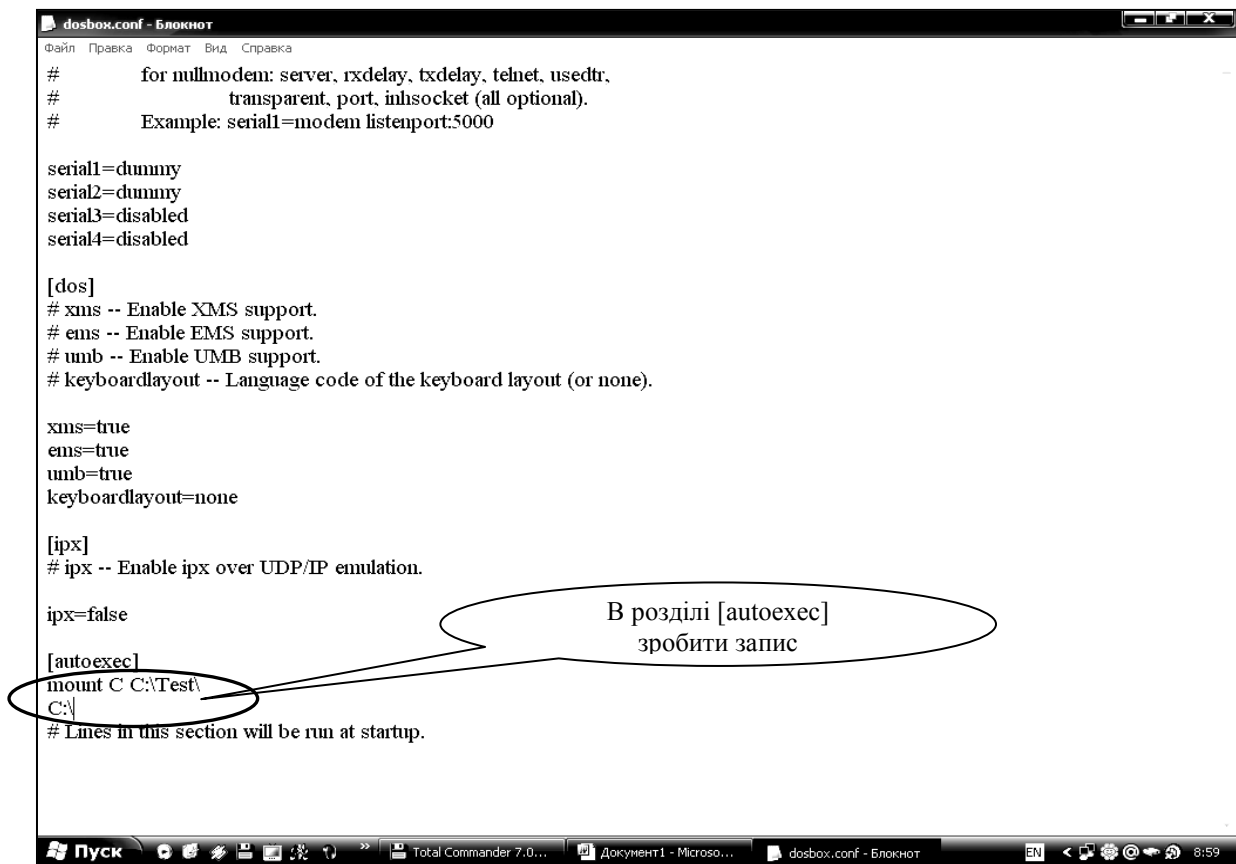 dosbox.conf - Блокнот
Файл Правка Формат Вид Справка
# for nullmodem: server, rxdelay, txdelay, telnet, usedtr,
# transparent, port, inhsocket (all optional).
# Example: serial1=modem listenport:5000
serial1=dummy
serial2=dummy
serial3=disabled
serial4=disabled
[dos]
# xms -- Enable XMS support.
# ems -- Enable EMS support.
# umb -- Enable UMB support.
# keyboardlayout -- Language code of the keyboard layout (or none).
xms=true
ems=true
umb=true
keyboardlayout=none
[ipx]
# ipx -- Enable ipx over UDP/IP emulation.
ipx=false
В розділі [autoexec]
зробити запис
[autoexec]
mount C C:\Test\
C:\
# Lines in this section will be run at startup.
Пуск » Total Commander 7.0... Документ1 - Microso... dosbox.conf - Блокнот EN 8:59